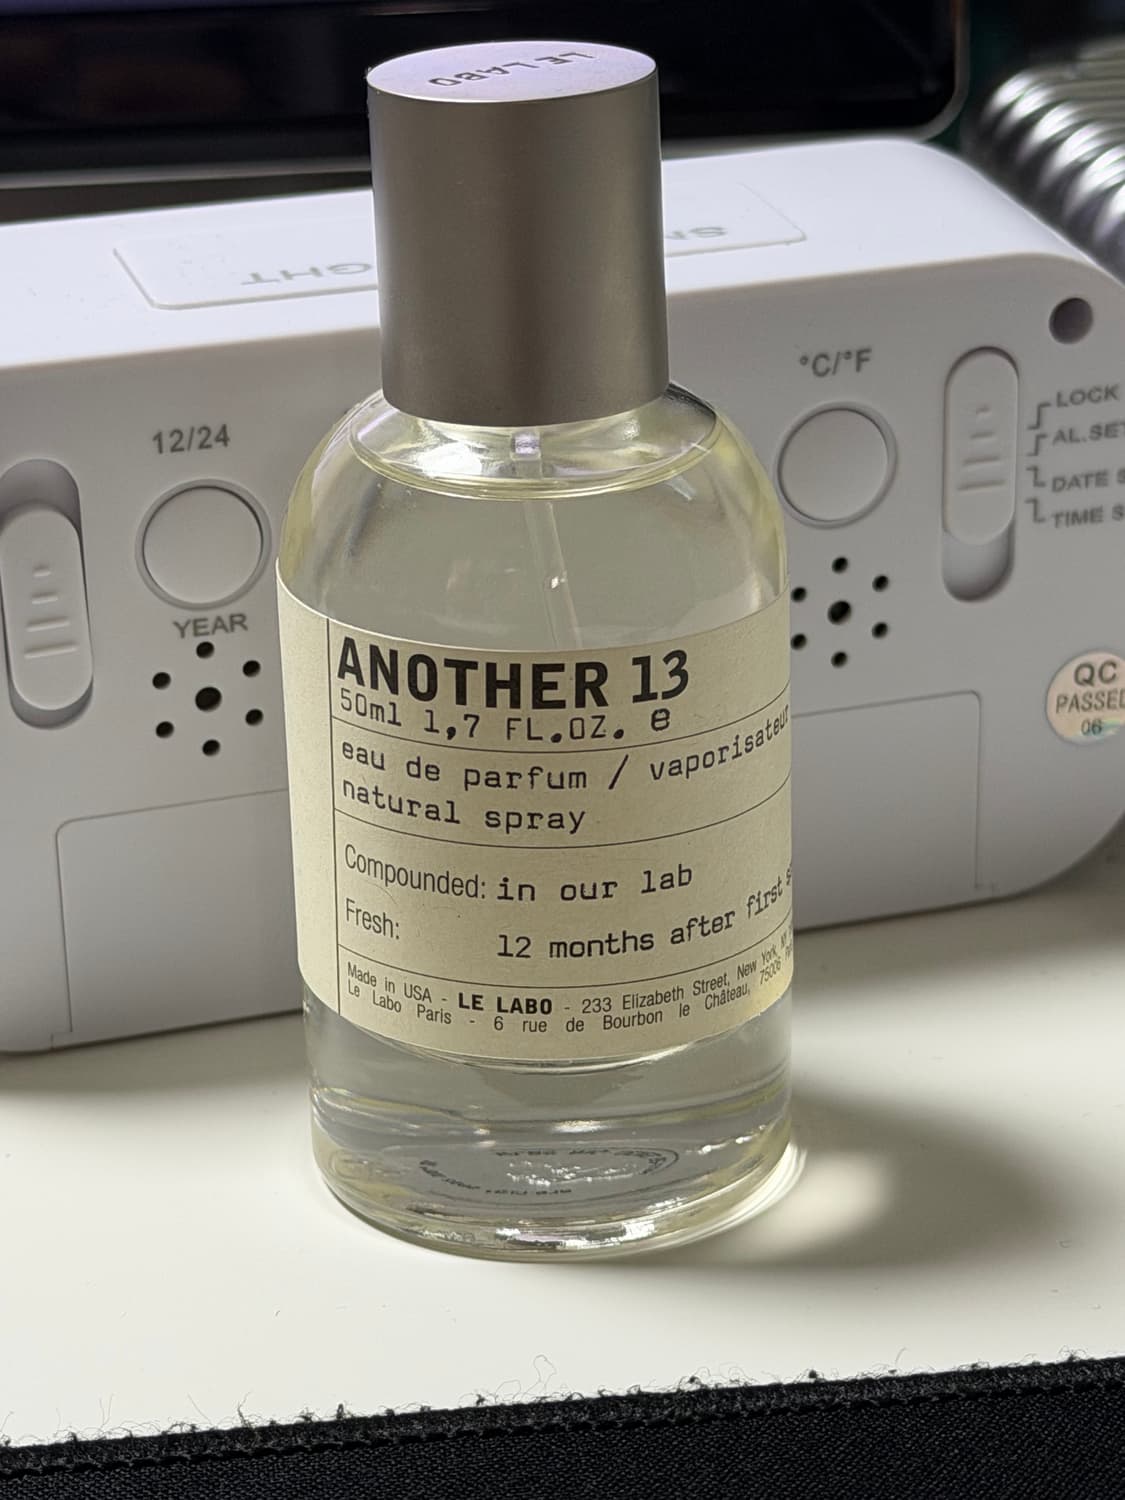 LE LABO
12/24
YEAR
°C/°F
LOCK
DATE
TIME
QC
PASSED
06
ANOTHER 13
50ml 1,7 FL.OZ. e
eau de parfum / vaporisateur
natural spray
Compounded: in our lab
Fresh: 12 months after first
Made in USA - LE LABO - 233 Elizabeth Street, New York,
Le Labo Paris - 6 rue de Bourbon le Château, 75006